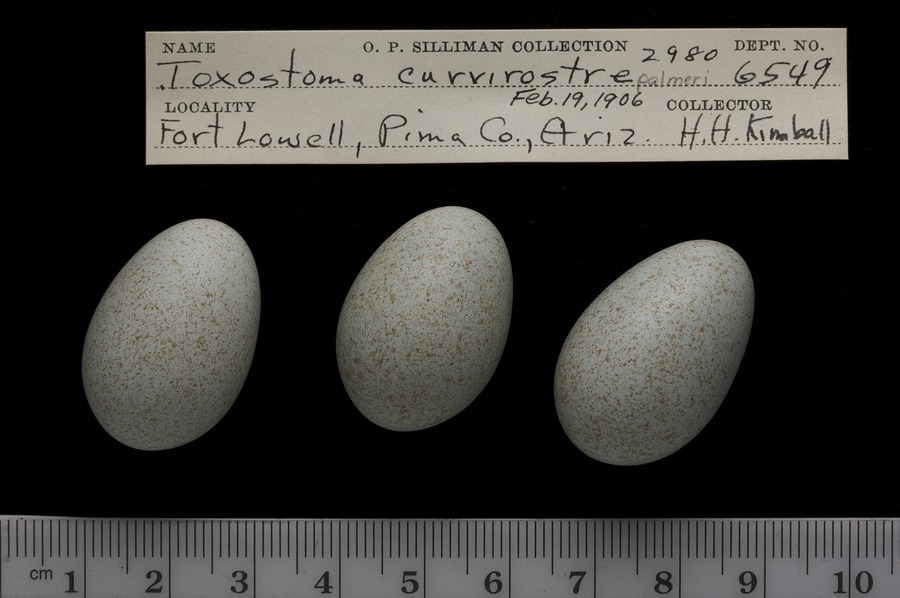 NAME O. P. SILLIMAN COLLECTION 2980 DEPT. NO.
Toxostoma curvirostre palmeri 6549
LOCALITY Feb. 19, 1906 COLLECTOR
Fort Lowell, Pima Co., Ariz. H. H. Kimball
cm 1 2 3 4 5 6 7 8 9 10